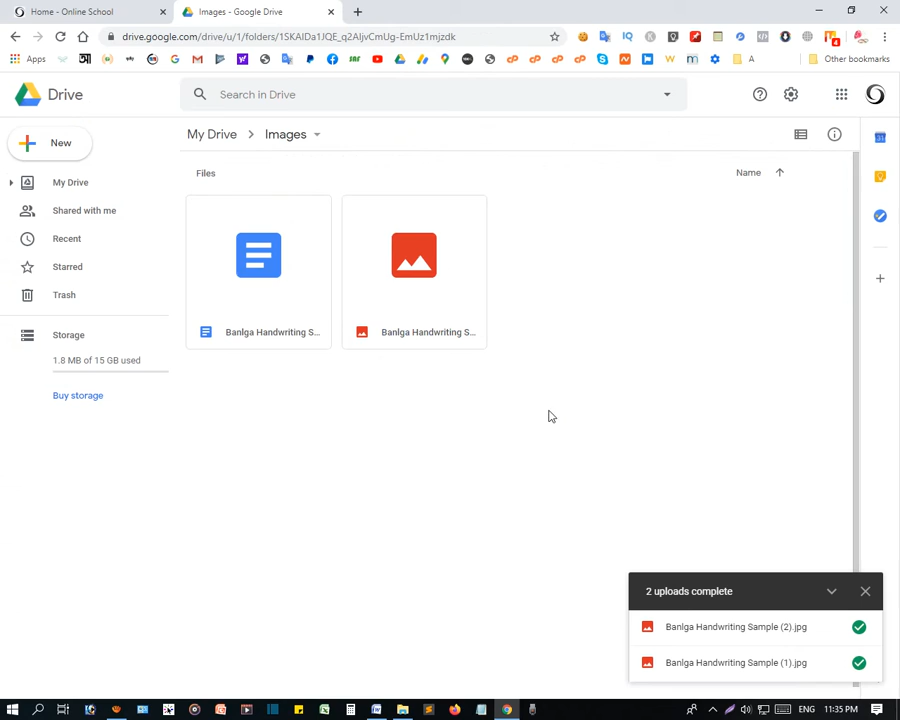 Home - Online School
Images - Google Drive
drive.google.com/drive/u/1/folders/1SKAIDa1JQE_q2AIjvCmUg-EmUz1mjzdk
Apps
A
Other bookmarks
Drive
Search in Drive
New
My Drive
Images
Files
Name
My Drive
Shared with me
Recent
Starred
Trash
Storage
1.8 MB of 15 GB used
Buy storage
Banlga Handwriting S...
Banlga Handwriting S...
2 uploads complete
Banlga Handwriting Sample (2).jpg
Banlga Handwriting Sample (1).jpg
ENG
11:35 PM